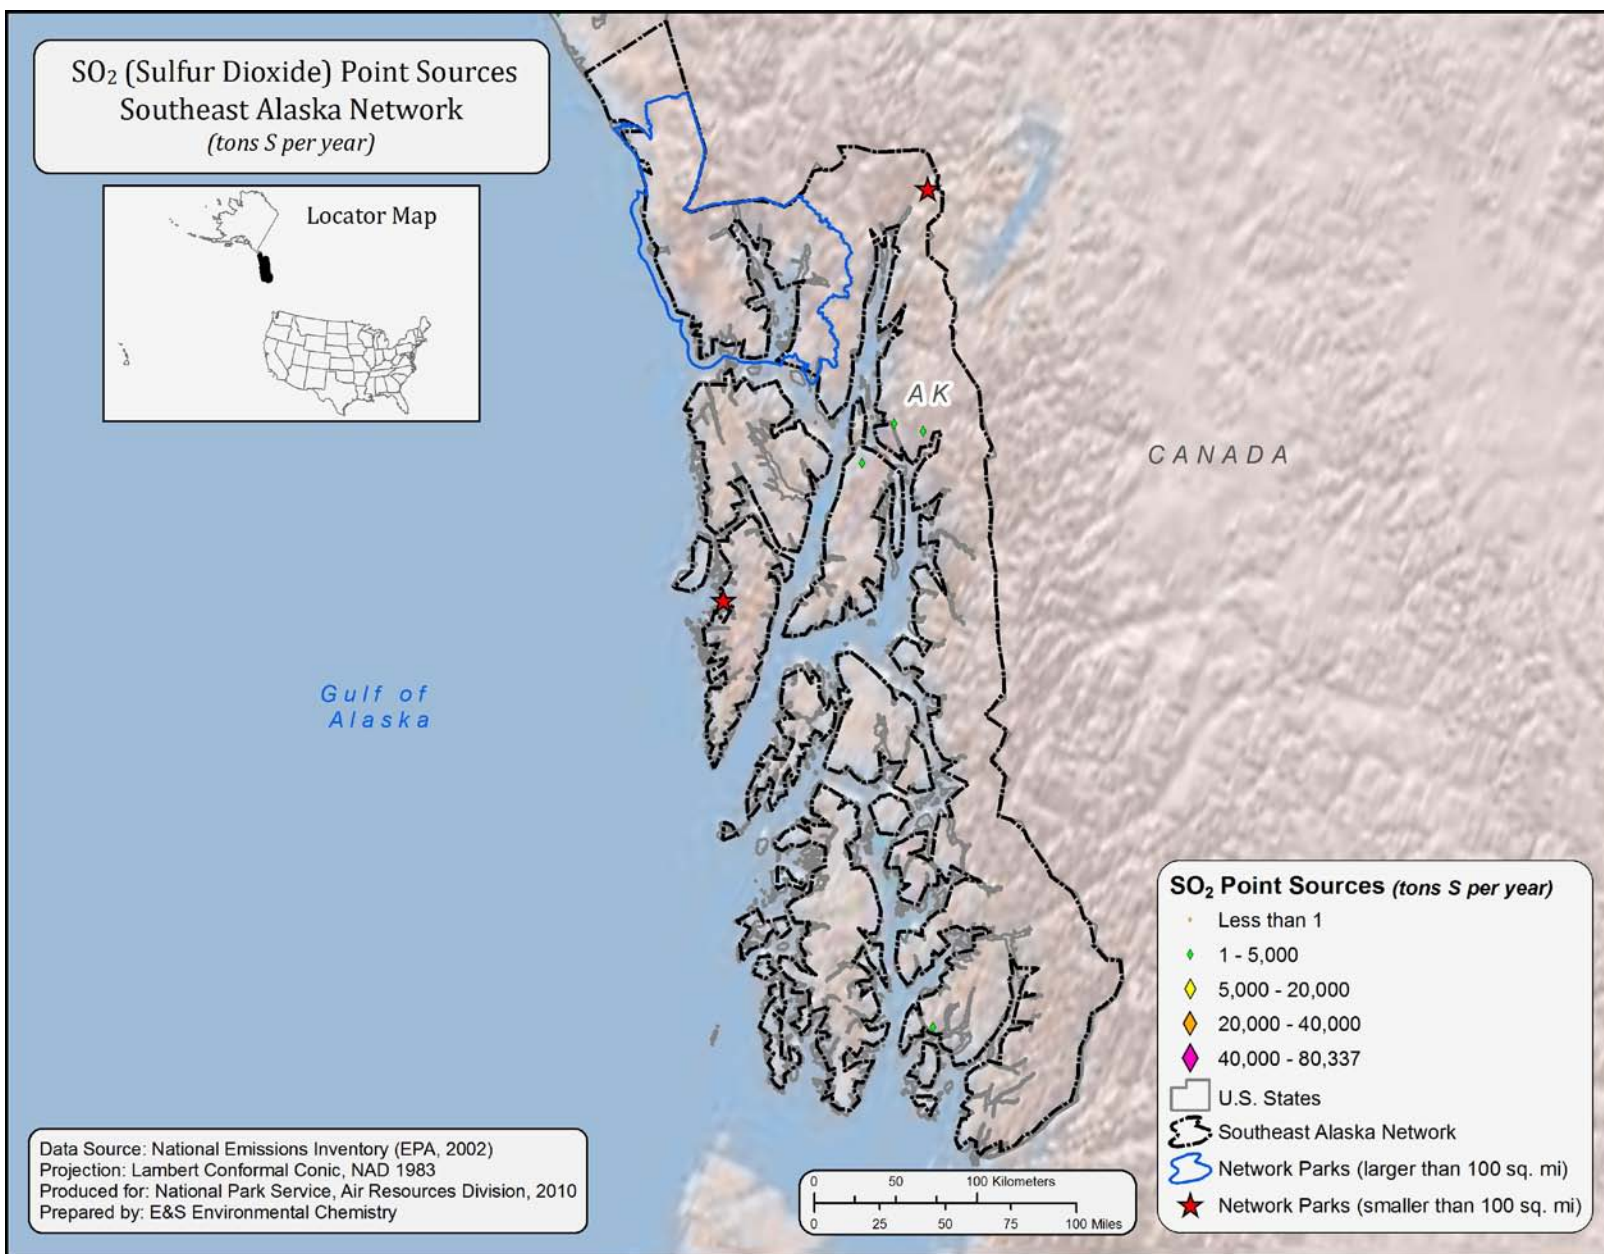 SO₂ (Sulfur Dioxide) Point Sources
Southeast Alaska Network
(tons S per year)
Locator Map
AK
CANADA
Gulf of
Alaska
SO₂ Point Sources (tons S per year)
Less than 1
1 - 5,000
5,000 - 20,000
20,000 - 40,000
40,000 - 80,337
U.S. States
Southeast Alaska Network
Network Parks (larger than 100 sq. mi)
Network Parks (smaller than 100 sq. mi)
Data Source: National Emissions Inventory (EPA, 2002)
Projection: Lambert Conformal Conic, NAD 1983
Produced for: National Park Service, Air Resources Division, 2010
Prepared by: E&S Environmental Chemistry
0 50 100 Kilometers
0 25 50 75 100 Miles